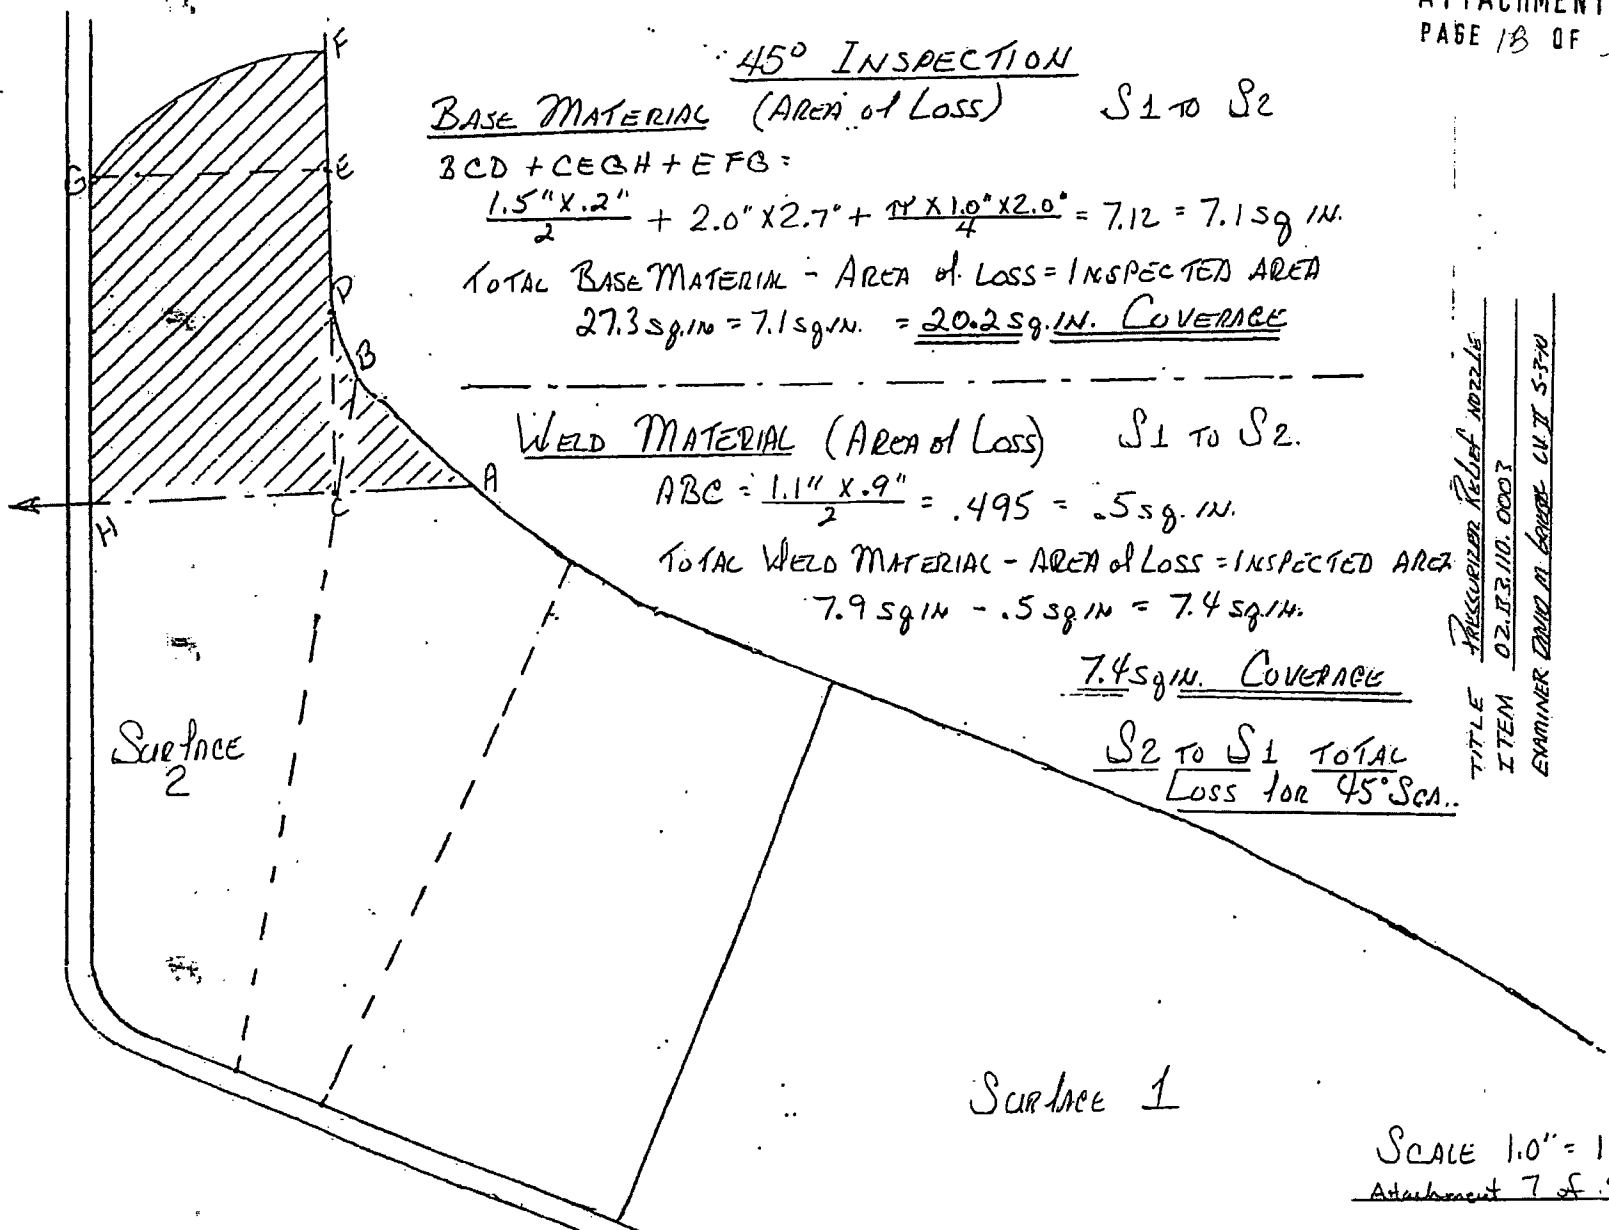 ATTACHMENT
PAGE 1B OF
45° INSPECTION
BASE MATERIAL (AREA of LOSS) S1 TO S2
BCD + CEGH + EFG =
1.5" X .2" / 2 + 2.0" X 2.7" + π X 1.0" X 2.0" / 4 = 7.12 = 7.1 sq IN.
TOTAL BASE MATERIAL - AREA of LOSS = INSPECTED AREA
27.3 sq.in = 7.1 sq.IN. = 20.2 sq.IN. COVERAGE
WELD MATERIAL (AREA of LOSS) S1 TO S2.
ABC = 1.1" X .9" / 2 = .495 = .5 sq. IN.
TOTAL WELD MATERIAL - AREA of LOSS = INSPECTED AREA
7.9 sq IN - .5 sq IN = 7.4 sq.IN.
7.4 sq IN. COVERAGE
S2 TO S1 TOTAL
LOSS for 45° SCA..
F
G
E
D
B
A
C
H
SURFACE
2
SURFACE 1
TITLE PRESSURIZER RELIEF NOZZLE
ITEM 02.B3.110.0003
EXAMINER DAVID M.
SCALE 1.0" = 1
Attachment 7 of